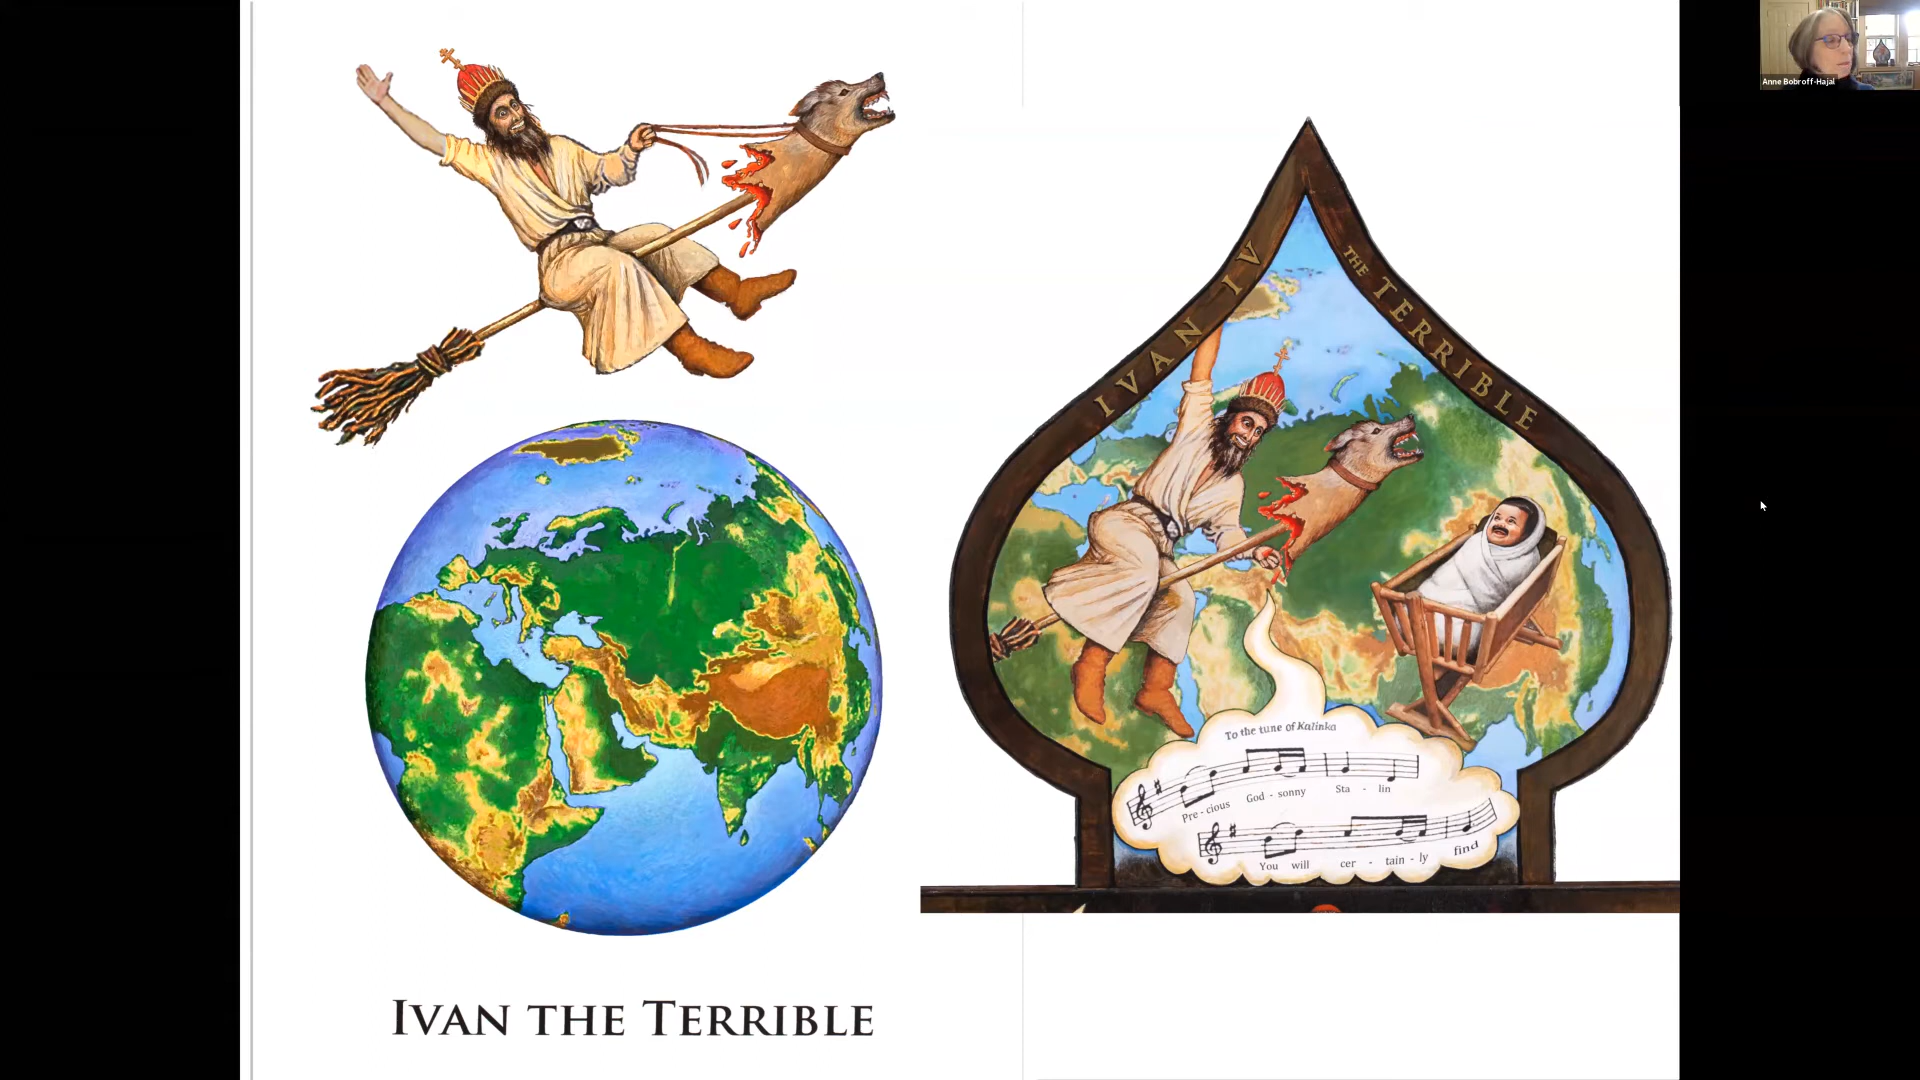 Anne Bobroff-Hajal
IVAN IV
THE TERRIBLE
To the tune of Kalinka
Pre - cious God - sonny Sta - lin
You will cer - tain - ly find
IVAN THE TERRIBLE